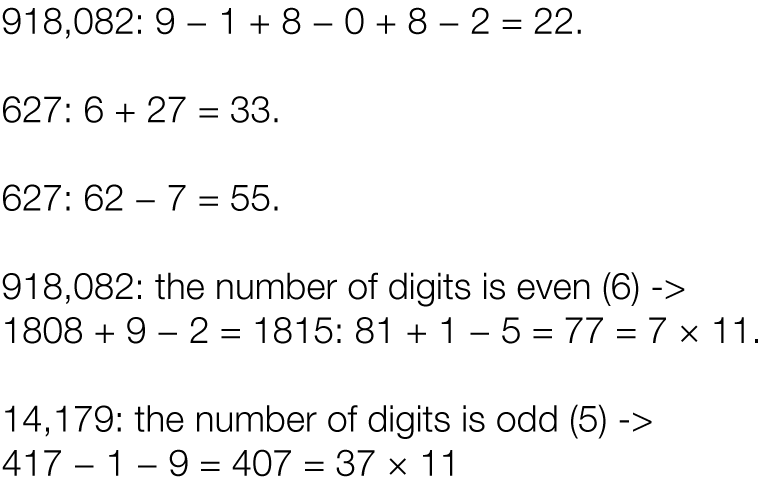 918,082: 9 – 1 + 8 – 0 + 8 – 2 = 22.
627: 6 + 27 = 33.
627: 62 – 7 = 55.
918,082: the number of digits is even (6) ->
1808 + 9 – 2 = 1815: 81 + 1 – 5 = 77 = 7 × 11.
14,179: the number of digits is odd (5) ->
417 – 1 – 9 = 407 = 37 × 11